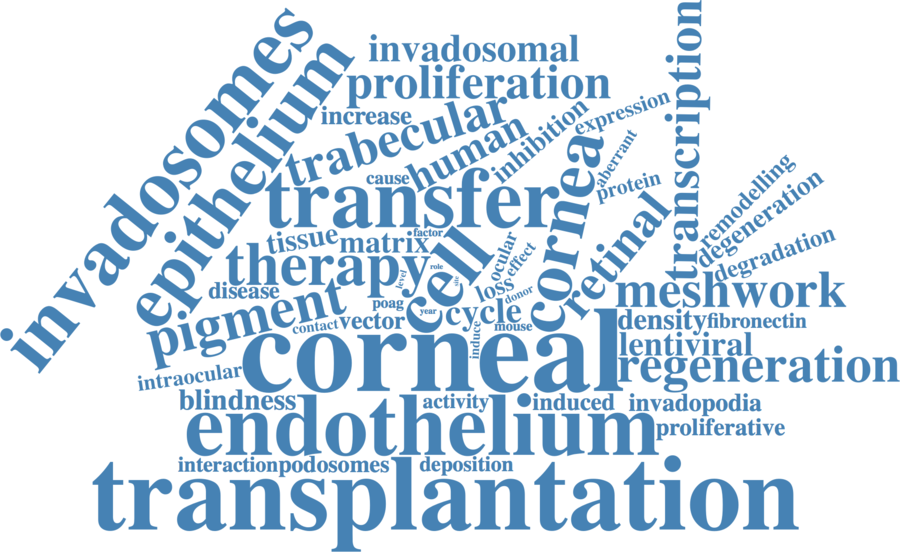 invadosomes
epithelium
invadosomal
proliferation
increase
trabecular
human
inhibition
expression
transcription
cause
aberrant
protein
transfer
cornea
retinal
remodelling
degeneration
degradation
tissue
matrix
factor
cell
ocular
effect
therapy
role
level
site
loss
donor
disease
pigment
poag
year
cycle
meshwork
contact
vector
induce
mouse
density
fibronectin
corneal
lentiviral
regeneration
intraocular
blindness
activity
induced
invadopodia
endothelium
proliferative
interaction
podosomes
deposition
transplantation